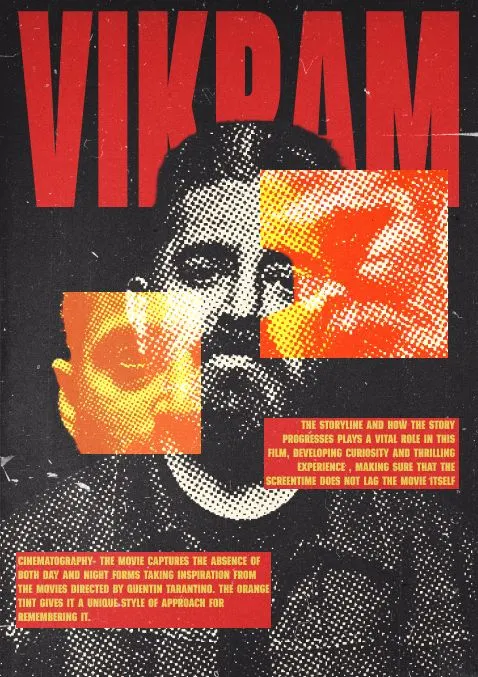 VIKRAM
THE STORYLINE AND HOW THE STORY
PROGRESSES PLAYS A VITAL ROLE IN THIS
FILM, DEVELOPING CURIOSITY AND THRILLING
EXPERIENCE , MAKING SURE THAT THE
SCREENTIME DOES NOT LAG THE MOVIE ITSELF
CINEMATOGRAPHY- THE MOVIE CAPTURES THE ABSENCE OF
BOTH DAY AND NIGHT FORMS TAKING INSPIRATION FROM
THE MOVIES DIRECTED BY QUENTIN TARANTINO. THE ORANGE
TINT GIVES IT A UNIQUE STYLE OF APPROACH FOR
REMEMBERING IT.